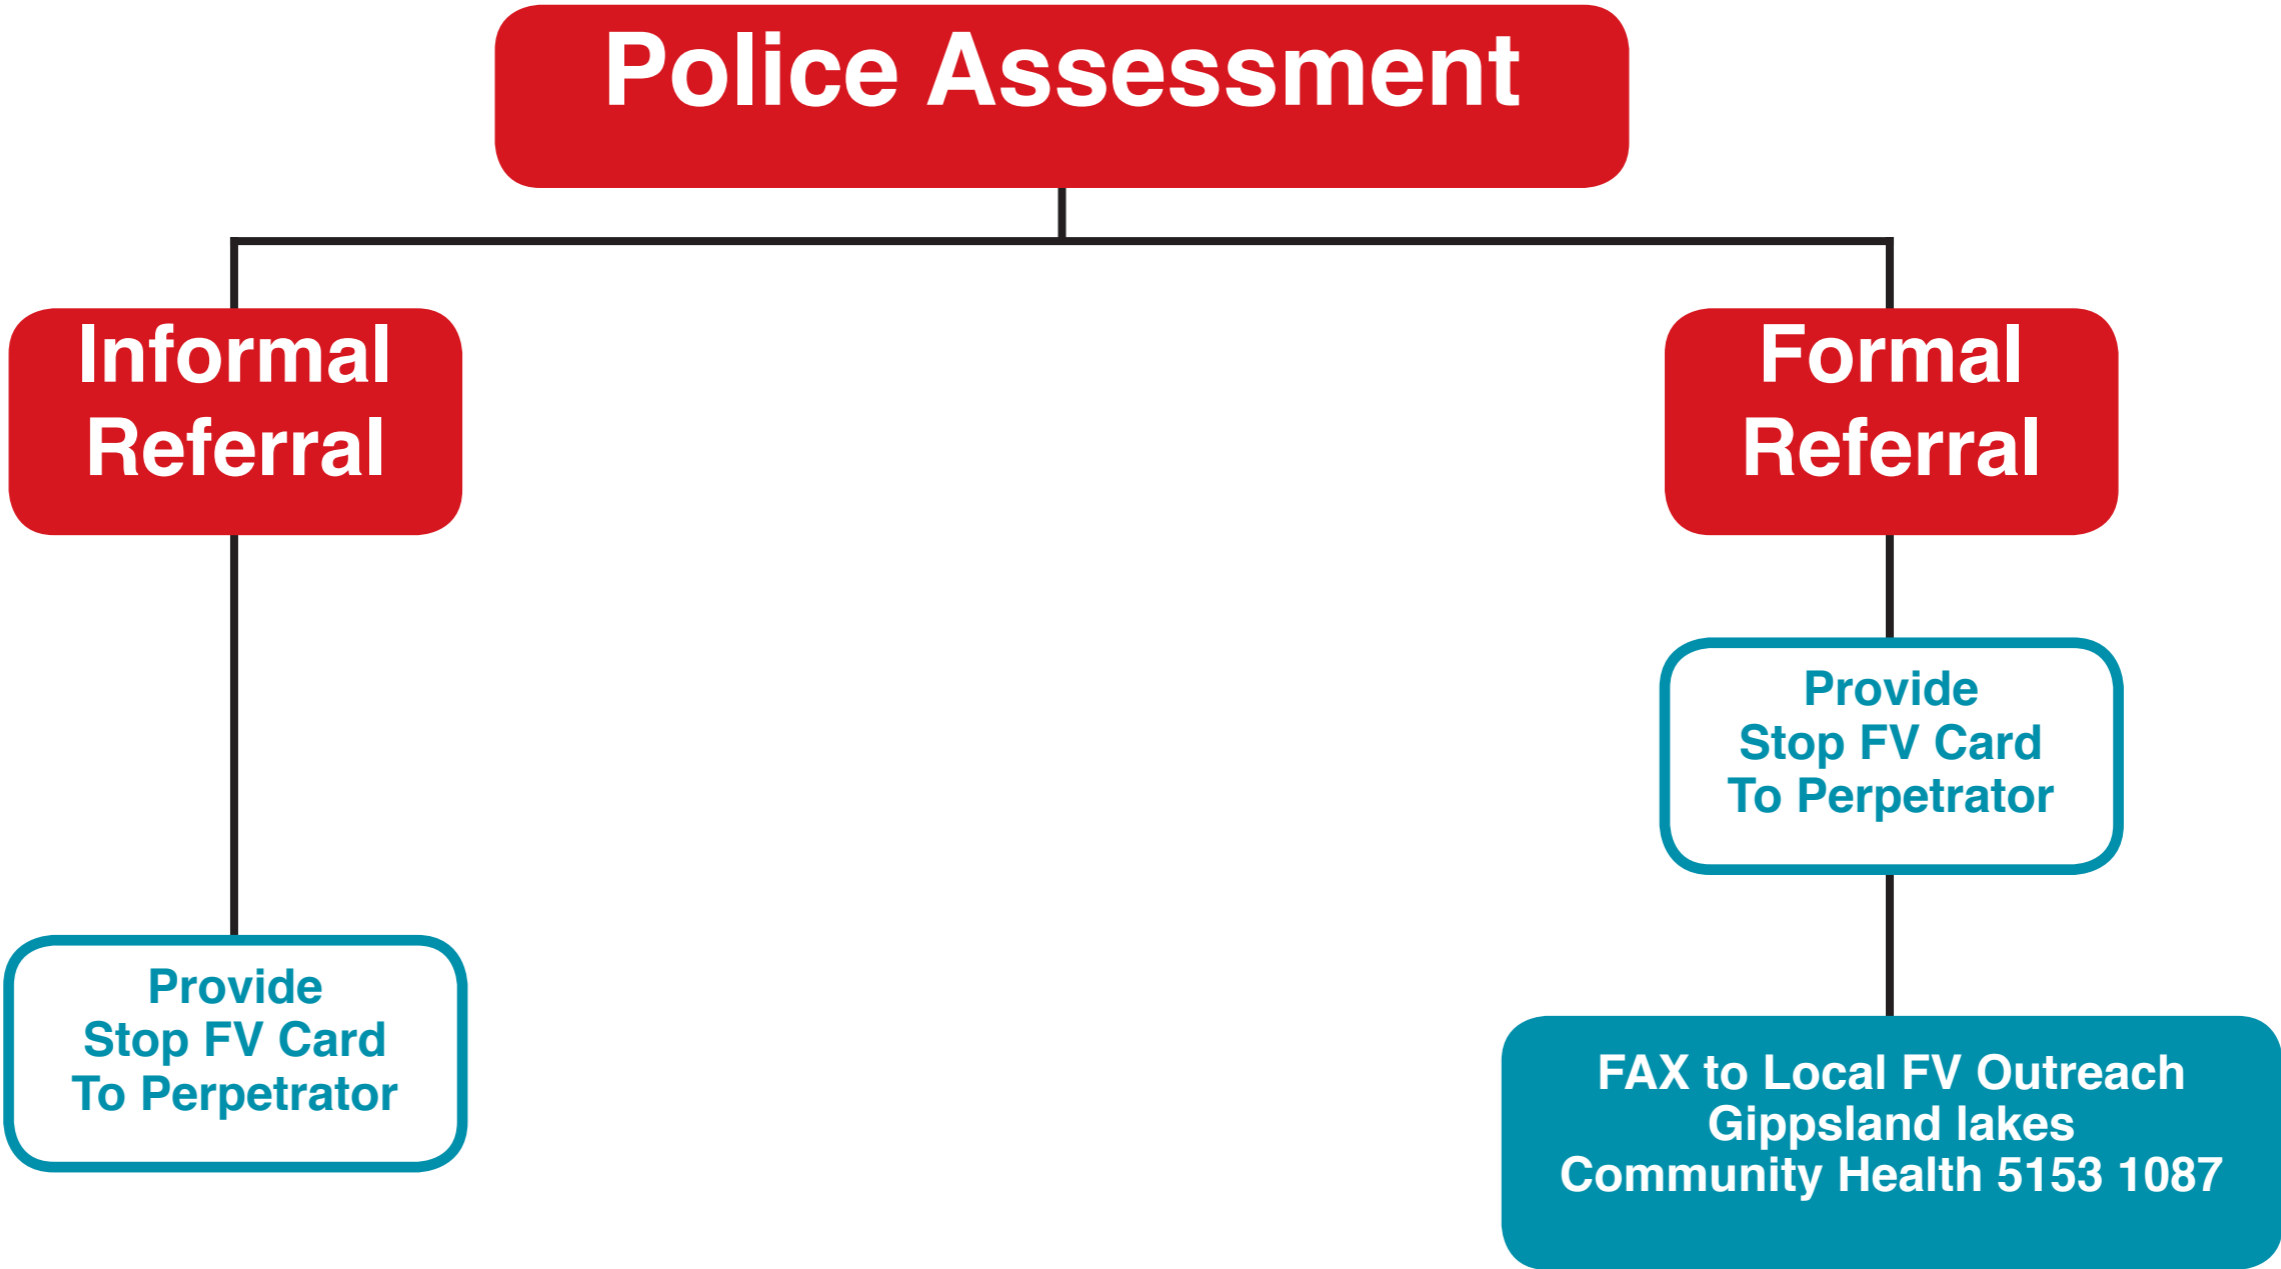 Police Assessment
Informal
Referral
Formal
Referral
Provide
Stop FV Card
To Perpetrator
Provide
Stop FV Card
To Perpetrator
FAX to Local FV Outreach
Gippsland lakes
Community Health 5153 1087